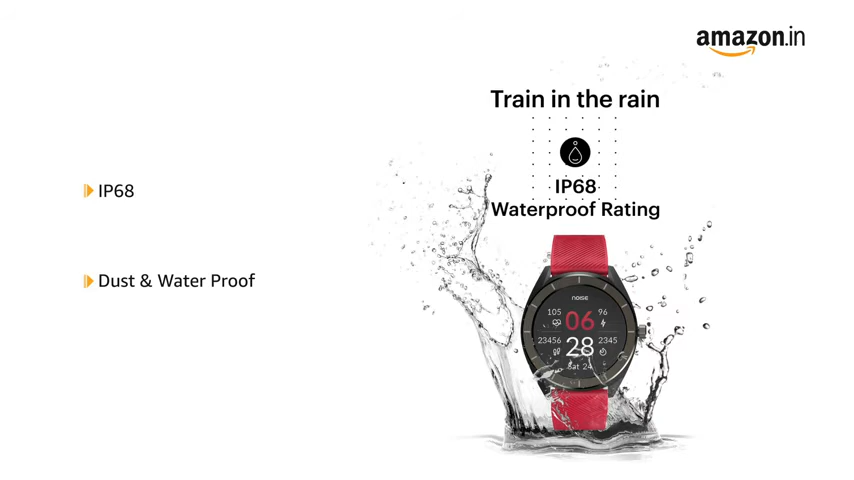 amazon.in
Train in the rain
IP68
Waterproof Rating
IP68
Dust & Water Proof
noise
105 06 96
23456 28 2345
Sat 24